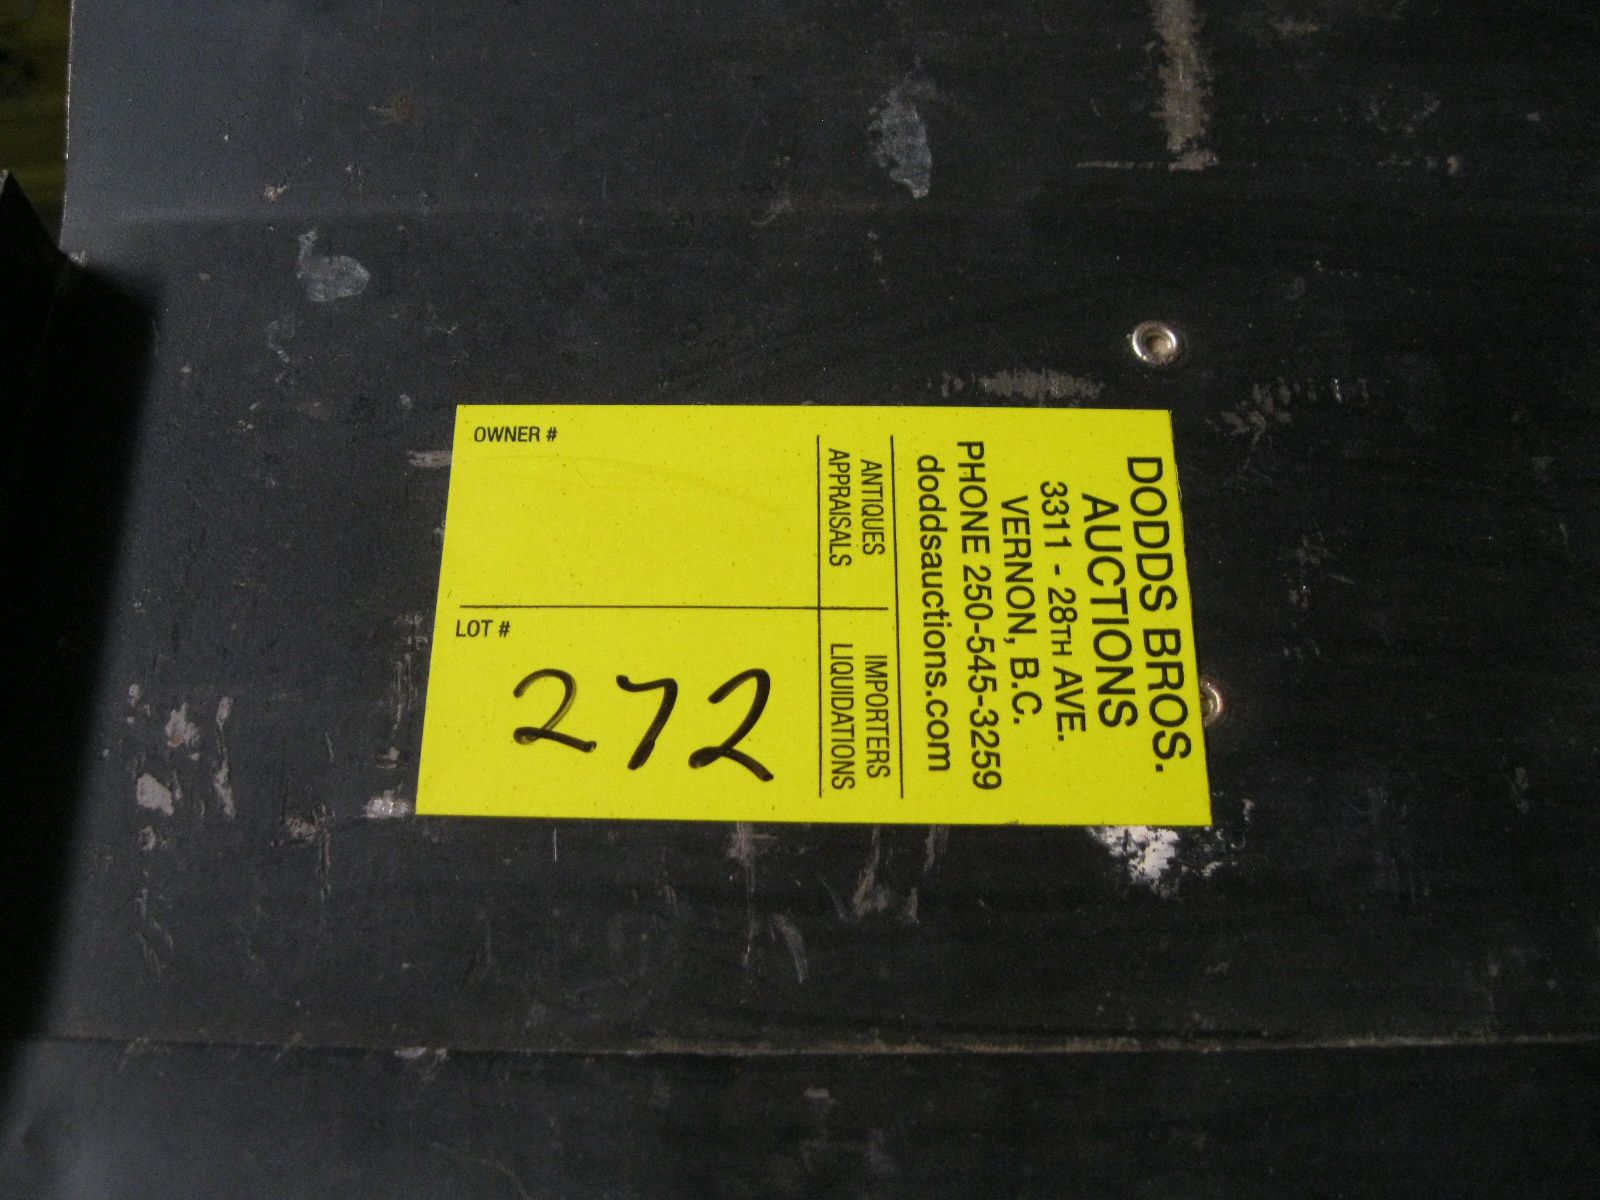 DODDS BROS.
AUCTIONS
3311 - 28TH AVE.
VERNON, B.C.
PHONE 250-545-3259
doddsauctions.com
ANTIQUES IMPORTERS
APPRAISALS LIQUIDATIONS
OWNER #
LOT #
272